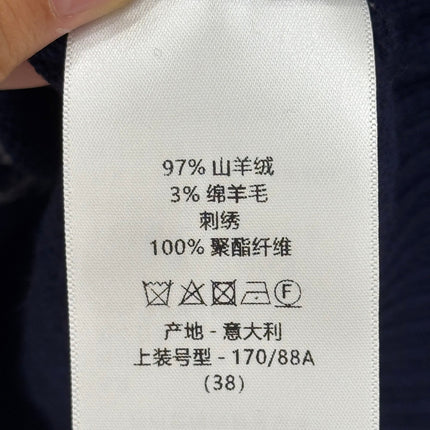 97% 山羊绒
3% 绵羊毛
刺绣
100% 聚酯纤维
F
产地 - 意大利
上装号型 - 170/88A
(38)